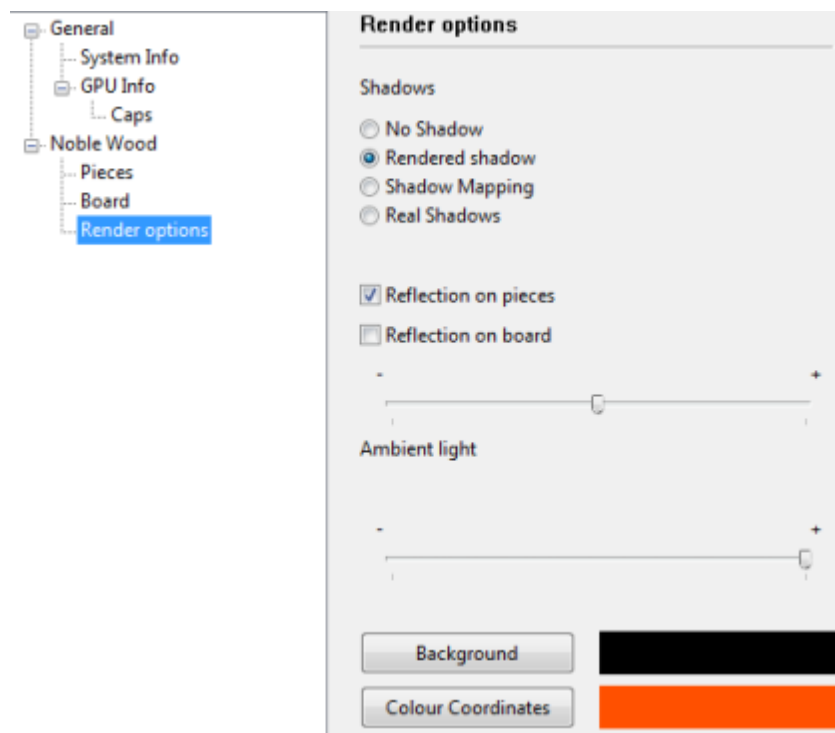 General
System Info
GPU Info
Caps
Noble Wood
Pieces
Board
Render options
Render options
Shadows
No Shadow
Rendered shadow
Shadow Mapping
Real Shadows
Reflection on pieces
Reflection on board
- +
Ambient light
- +
Background
Colour Coordinates